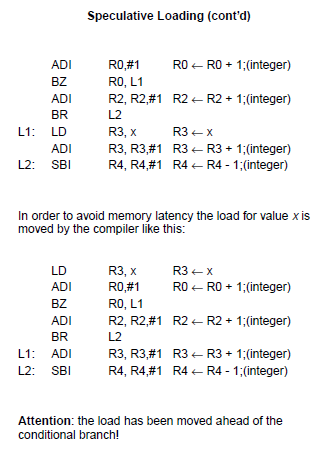 Speculative Loading (cont'd)
ADI R0,#1 R0 ← R0 + 1;(integer)
BZ R0, L1
ADI R2, R2,#1 R2 ← R2 + 1;(integer)
BR L2
L1: LD R3, x R3 ← x
ADI R3, R3,#1 R3 ← R3 + 1;(integer)
L2: SBI R4, R4,#1 R4 ← R4 - 1;(integer)
In order to avoid memory latency the load for value x is
moved by the compiler like this:
LD R3, x R3 ← x
ADI R0,#1 R0 ← R0 + 1;(integer)
BZ R0, L1
ADI R2, R2,#1 R2 ← R2 + 1;(integer)
BR L2
L1: ADI R3, R3,#1 R3 ← R3 + 1;(integer)
L2: SBI R4, R4,#1 R4 ← R4 - 1;(integer)
Attention: the load has been moved ahead of the
conditional branch!